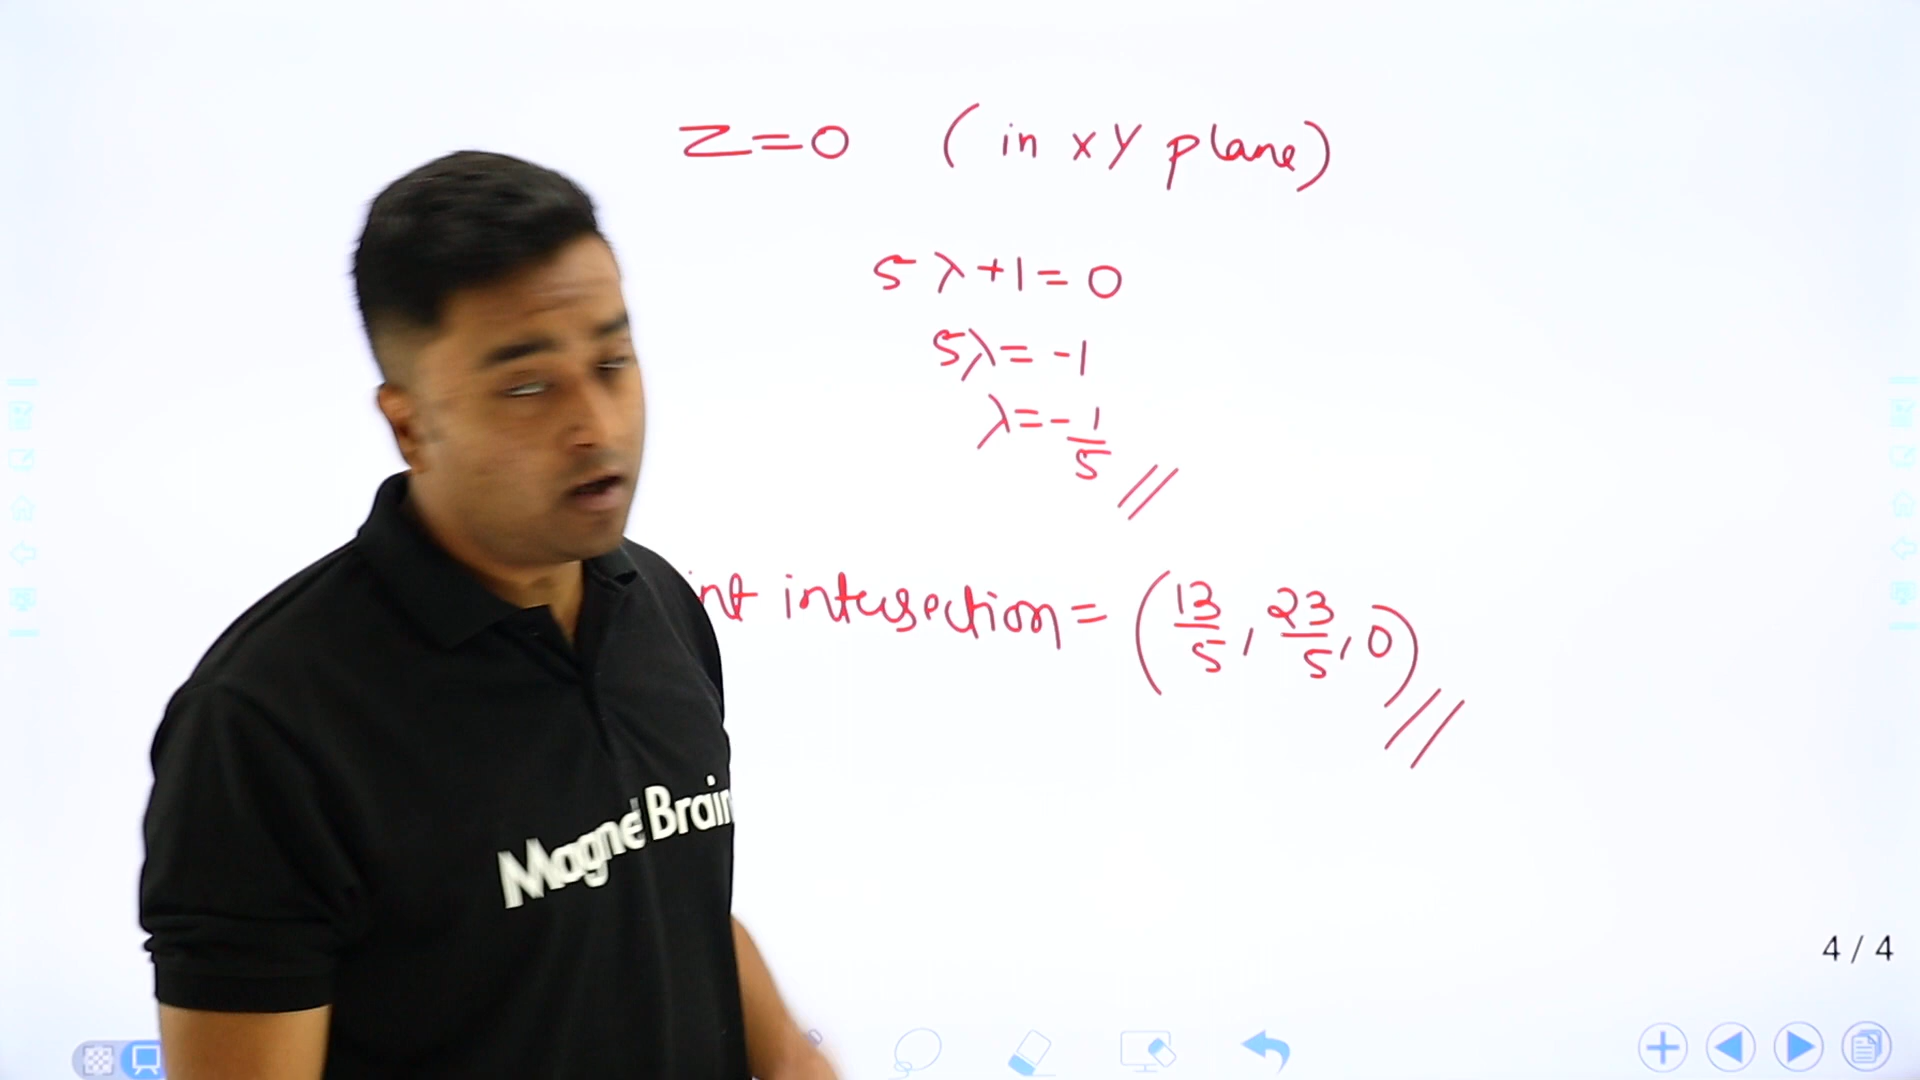 Z=0 (in XY plane)
5λ+1=0
5λ=-1
λ=-1/5 //
int intersection = (13/5, 23/5, 0) //
Magnet Brain
4 / 4